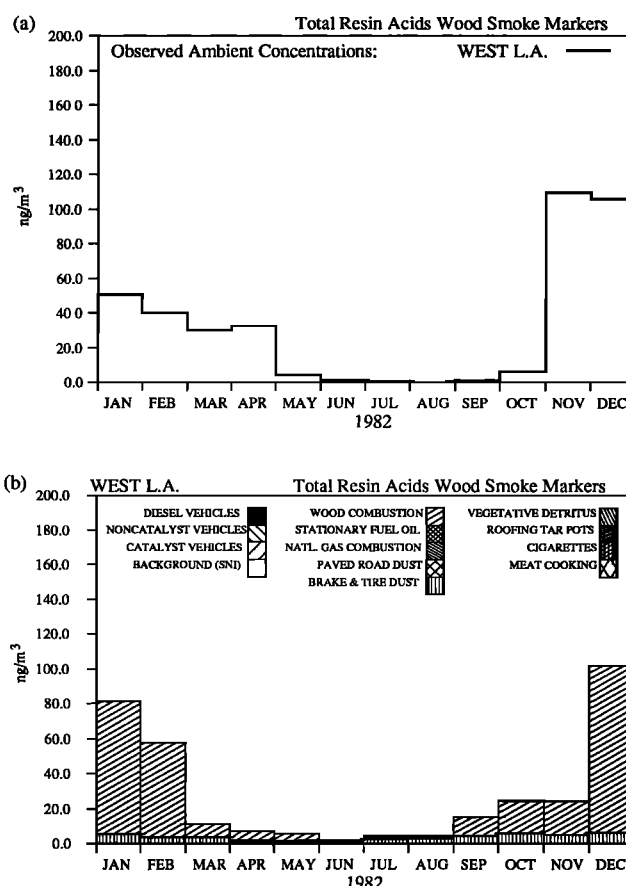 (a)
Total Resin Acids Wood Smoke Markers
200.0
Observed Ambient Concentrations: WEST L.A.
180.0
160.0
140.0
120.0
100.0
80.0
60.0
40.0
20.0
0.0
ng/m³
JAN FEB MAR APR MAY JUN JUL AUG SEP OCT NOV DEC
1982
(b)
WEST L.A. Total Resin Acids Wood Smoke Markers
200.0
DIESEL VEHICLES WOOD COMBUSTION VEGETATIVE DETRITUS
NONCATALYST VEHICLES STATIONARY FUEL OIL ROOFING TAR POTS
180.0
CATALYST VEHICLES NATL. GAS COMBUSTION CIGARETTES
BACKGROUND (SNI) PAVED ROAD DUST MEAT COOKING
160.0
BRAKE & TIRE DUST
140.0
120.0
100.0
80.0
60.0
40.0
20.0
0.0
ng/m³
JAN FEB MAR APR MAY JUN JUL AUG SEP OCT NOV DEC
1982